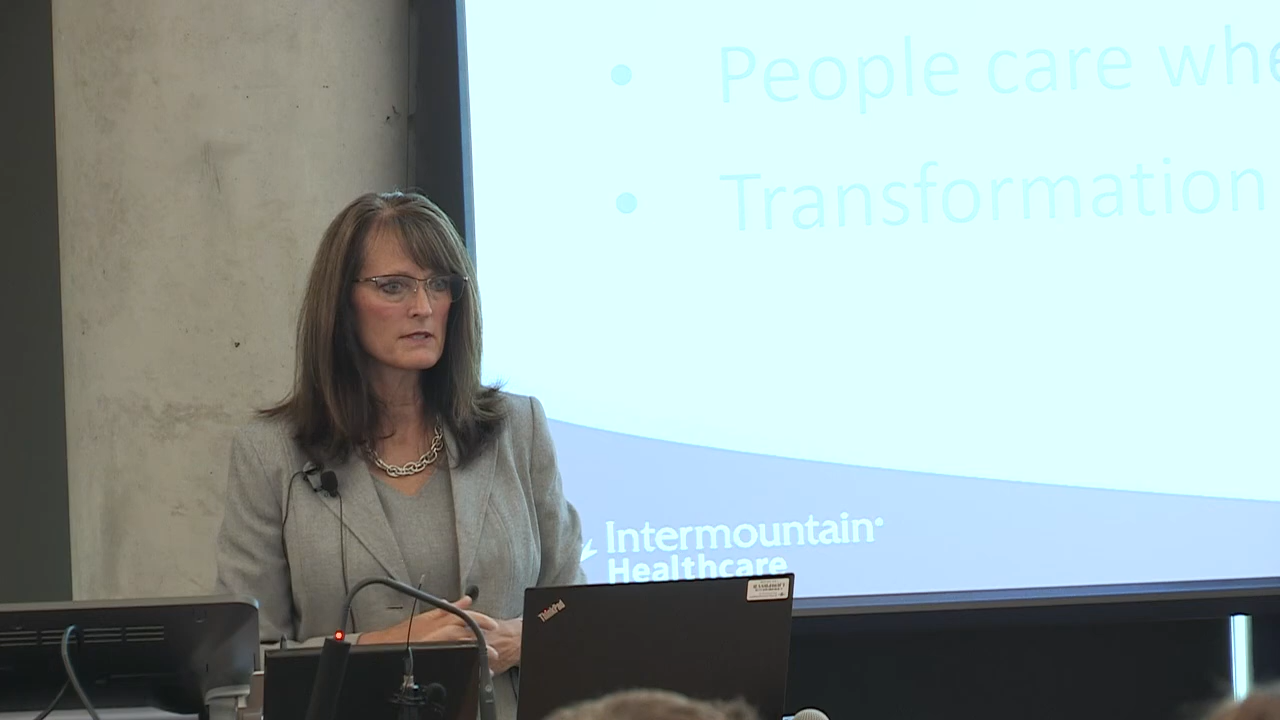 People care whe
Transformation
Intermountain
Healthcare
ThinkPad